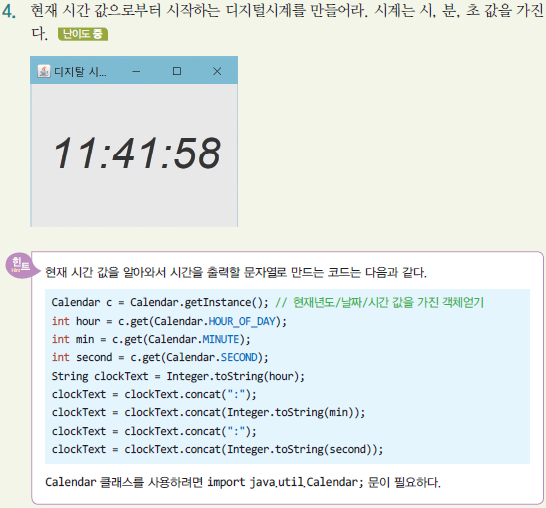 4. 현재 시간 값으로부터 시작하는 디지털시계를 만들어라. 시계는 시, 분, 초 값을 가진
다. 난이도 중
디지탈 시...
11:41:58
힌트
현재 시간 값을 알아와서 시간을 출력할 문자열로 만드는 코드는 다음과 같다.
Calendar c = Calendar.getInstance(); // 현재년도/날짜/시간 값을 가진 객체얻기
int hour = c.get(Calendar.HOUR_OF_DAY);
int min = c.get(Calendar.MINUTE);
int second = c.get(Calendar.SECOND);
String clockText = Integer.toString(hour);
clockText = clockText.concat(":");
clockText = clockText.concat(Integer.toString(min));
clockText = clockText.concat(":");
clockText = clockText.concat(Integer.toString(second));
Calendar 클래스를 사용하려면 import java.util.Calendar; 문이 필요하다.